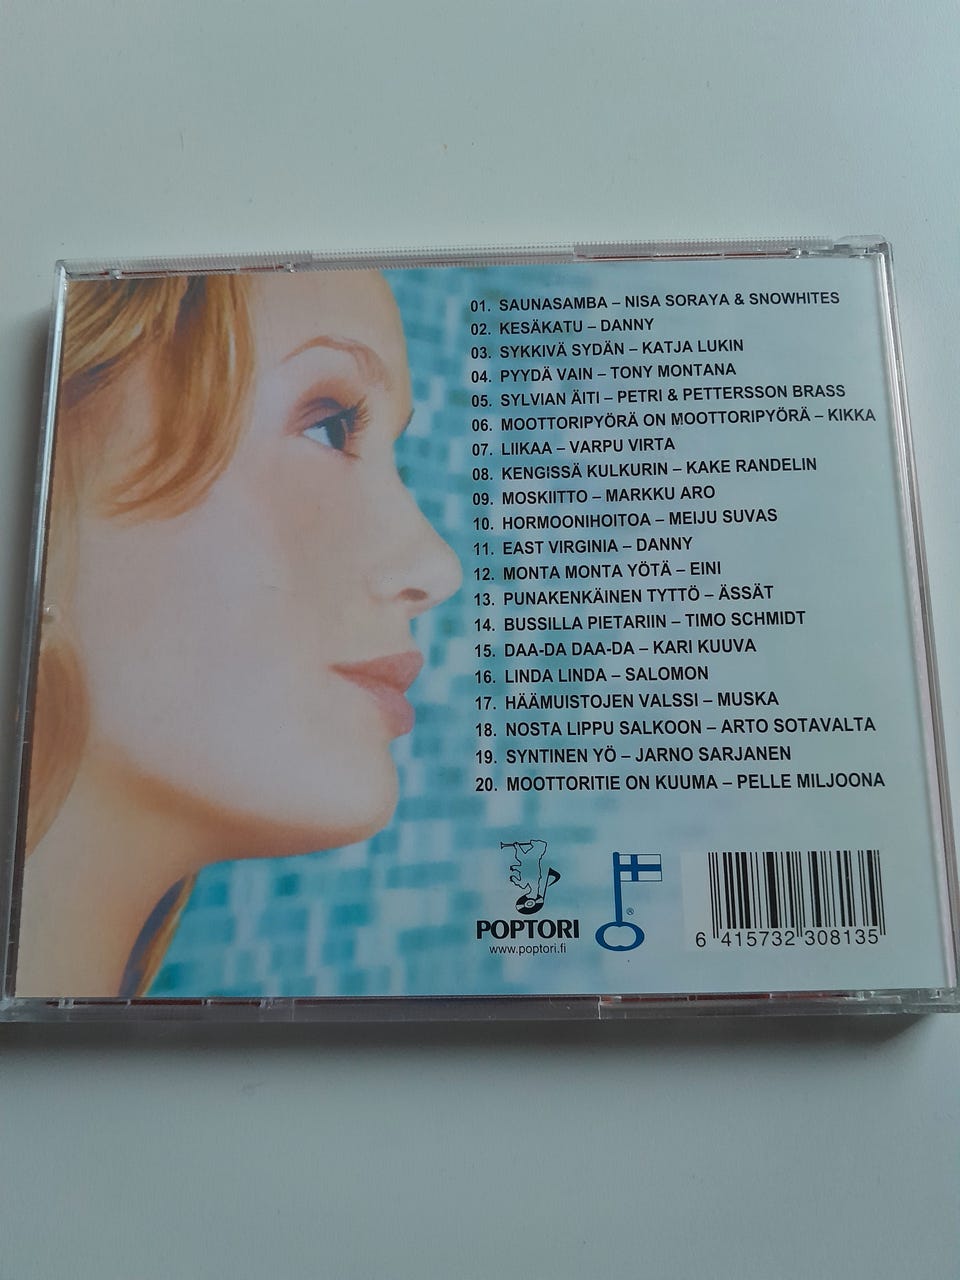 01. SAUNASAMBA – NISA SORAYA & SNOWHITES
02. KESÄKATU – DANNY
03. SYKKIVÄ SYDÄN – KATJA LUKIN
04. PYYDÄ VAIN – TONY MONTANA
05. SYLVIAN ÄITI – PETRI & PETTERSSON BRASS
06. MOOTTORIPYÖRÄ ON MOOTTORIPYÖRÄ – KIKKA
07. LIIKAA – VARPU VIRTA
08. KENGISSÄ KULKURIN – KAKE RANDELIN
09. MOSKIITTO – MARKKU ARO
10. HORMOONIHOITOA – MEIJU SUVAS
11. EAST VIRGINIA – DANNY
12. MONTA MONTA YÖTÄ – EINI
13. PUNAKENKÄINEN TYTTÖ – ÄSSÄT
14. BUSSILLA PIETARIIN – TIMO SCHMIDT
15. DAA-DA DAA-DA – KARI KUUVA
16. LINDA LINDA – SALOMON
17. HÄÄMUISTOJEN VALSSI – MUSKA
18. NOSTA LIPPU SALKOON – ARTO SOTAVALTA
19. SYNTINEN YÖ – JARNO SARJANEN
20. MOOTTORITIE ON KUUMA – PELLE MILJOONA
POPTORI
www.poptori.fi
®
6 415732 308135